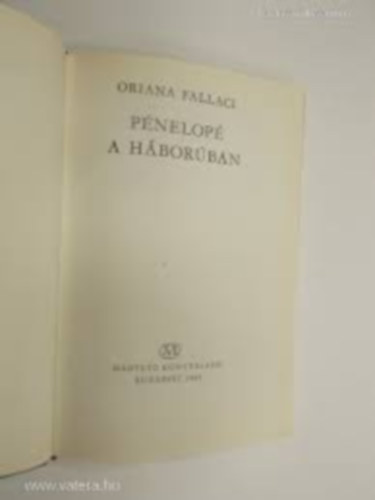 ORIANA FALLACI
PÉNELOPÉ
A HÁBORÚBAN
M
MAGVETŐ KÖNYVKIADÓ
BUDAPEST
www.vatera.hu